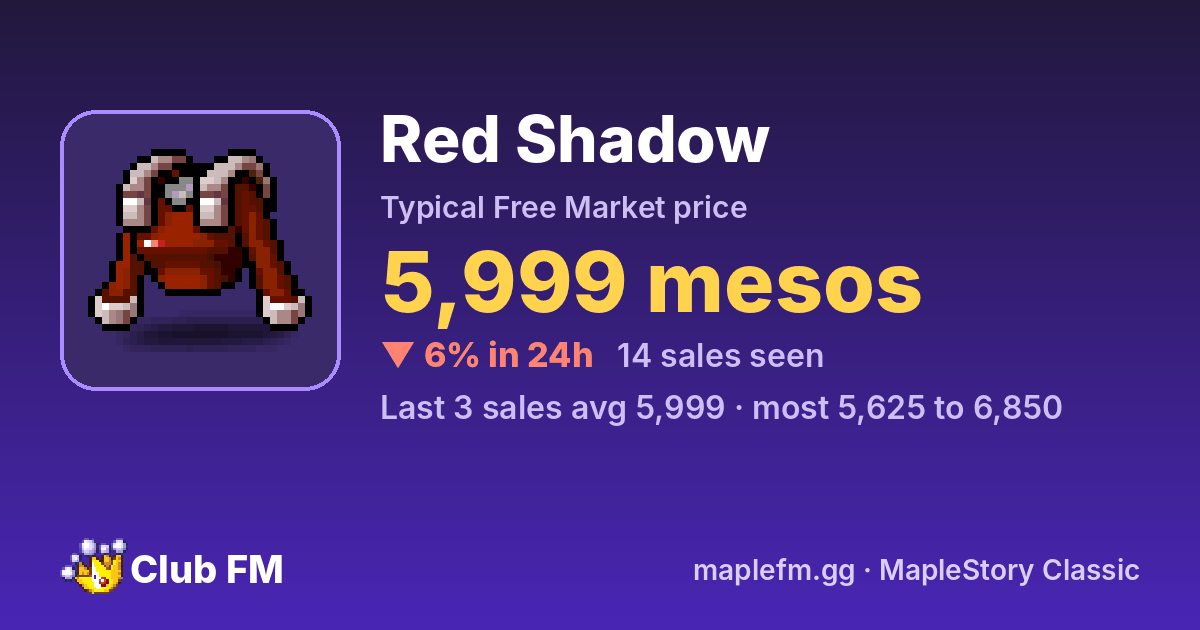 Red Shadow
Typical Free Market price
5,999 mesos
▼ 6% in 24h 14 sales seen
Last 3 sales avg 5,999 · most 5,625 to 6,850
Club FM
maplefm.gg · MapleStory Classic